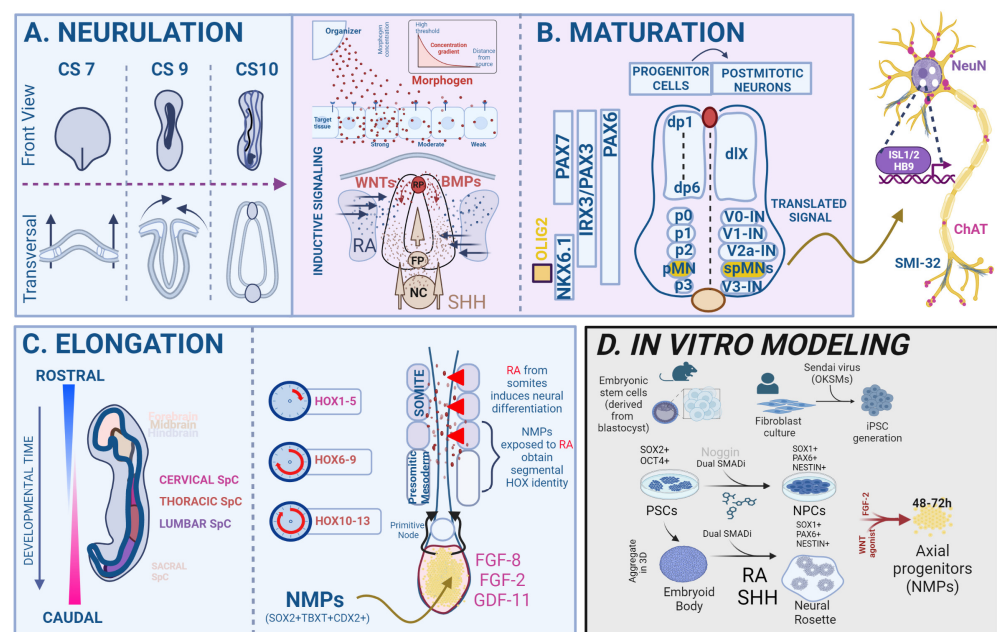 A. NEURULATION
CS 7
CS 9
CS10
Front View
Transversal
Organizer
Morphogen
concentration
High
threshold
Concentration
gradient
Distance
from
source
Morphogen
Target
tissue
Strong
Moderate
Weak
INDUCTIVE SIGNALING
WNTs
RP
BMPs
RA
FP
NC
SHH
B. MATURATION
PROGENITOR
CELLS
POSTMITOTIC
NEURONS
PAX7
IRX3/PAX3
PAX6
OLIG2
NKX6.1
dp1
dp6
dlX
p0
p1
p2
pMN
p3
V0-IN
V1-IN
V2a-IN
spMNs
V3-IN
TRANSLATED
SIGNAL
NeuN
ISL1/2
HB9
ChAT
SMI-32
C. ELONGATION
ROSTRAL
DEVELOPMENTAL TIME
CAUDAL
Forebrain
Midbrain
Hindbrain
CERVICAL SpC
THORACIC SpC
LUMBAR SpC
SACRAL
SpC
HOX1-5
HOX6-9
HOX10-13
SOMITE
Presomitic
Mesoderm
RA from
somites
induces neural
differentiation
NMPs
exposed to RA
obtain
segmental
HOX identity
Primitive
Node
FGF-8
FGF-2
GDF-11
NMPs
(SOX2+TBXT+CDX2+)
D. IN VITRO MODELING
Embryonic
stem cells
(derived
from
blastocyst)
Fibroblast
culture
Sendai virus
(OKSMs)
iPSC
generation
SOX2+
OCT4+
PSCs
Noggin
Dual SMADi
SOX1+
PAX6+
NESTIN+
NPCs
Aggregate
in 3D
Embryoid
Body
Dual SMADi
RA
SHH
SOX1+
PAX6+
NESTIN+
Neural
Rosette
FGF-2
WNT
agonist
48-72h
Axial
progenitors
(NMPs)